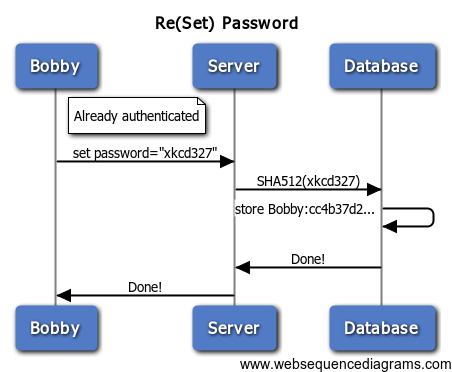 Re(Set) Password
Bobby Server Database
Already authenticated
set password="xkcd327"
SHA512(xkcd327)
store Bobby:cc4b37d2...
Done!
Done!
Bobby Server Database
www.websequencediagrams.com